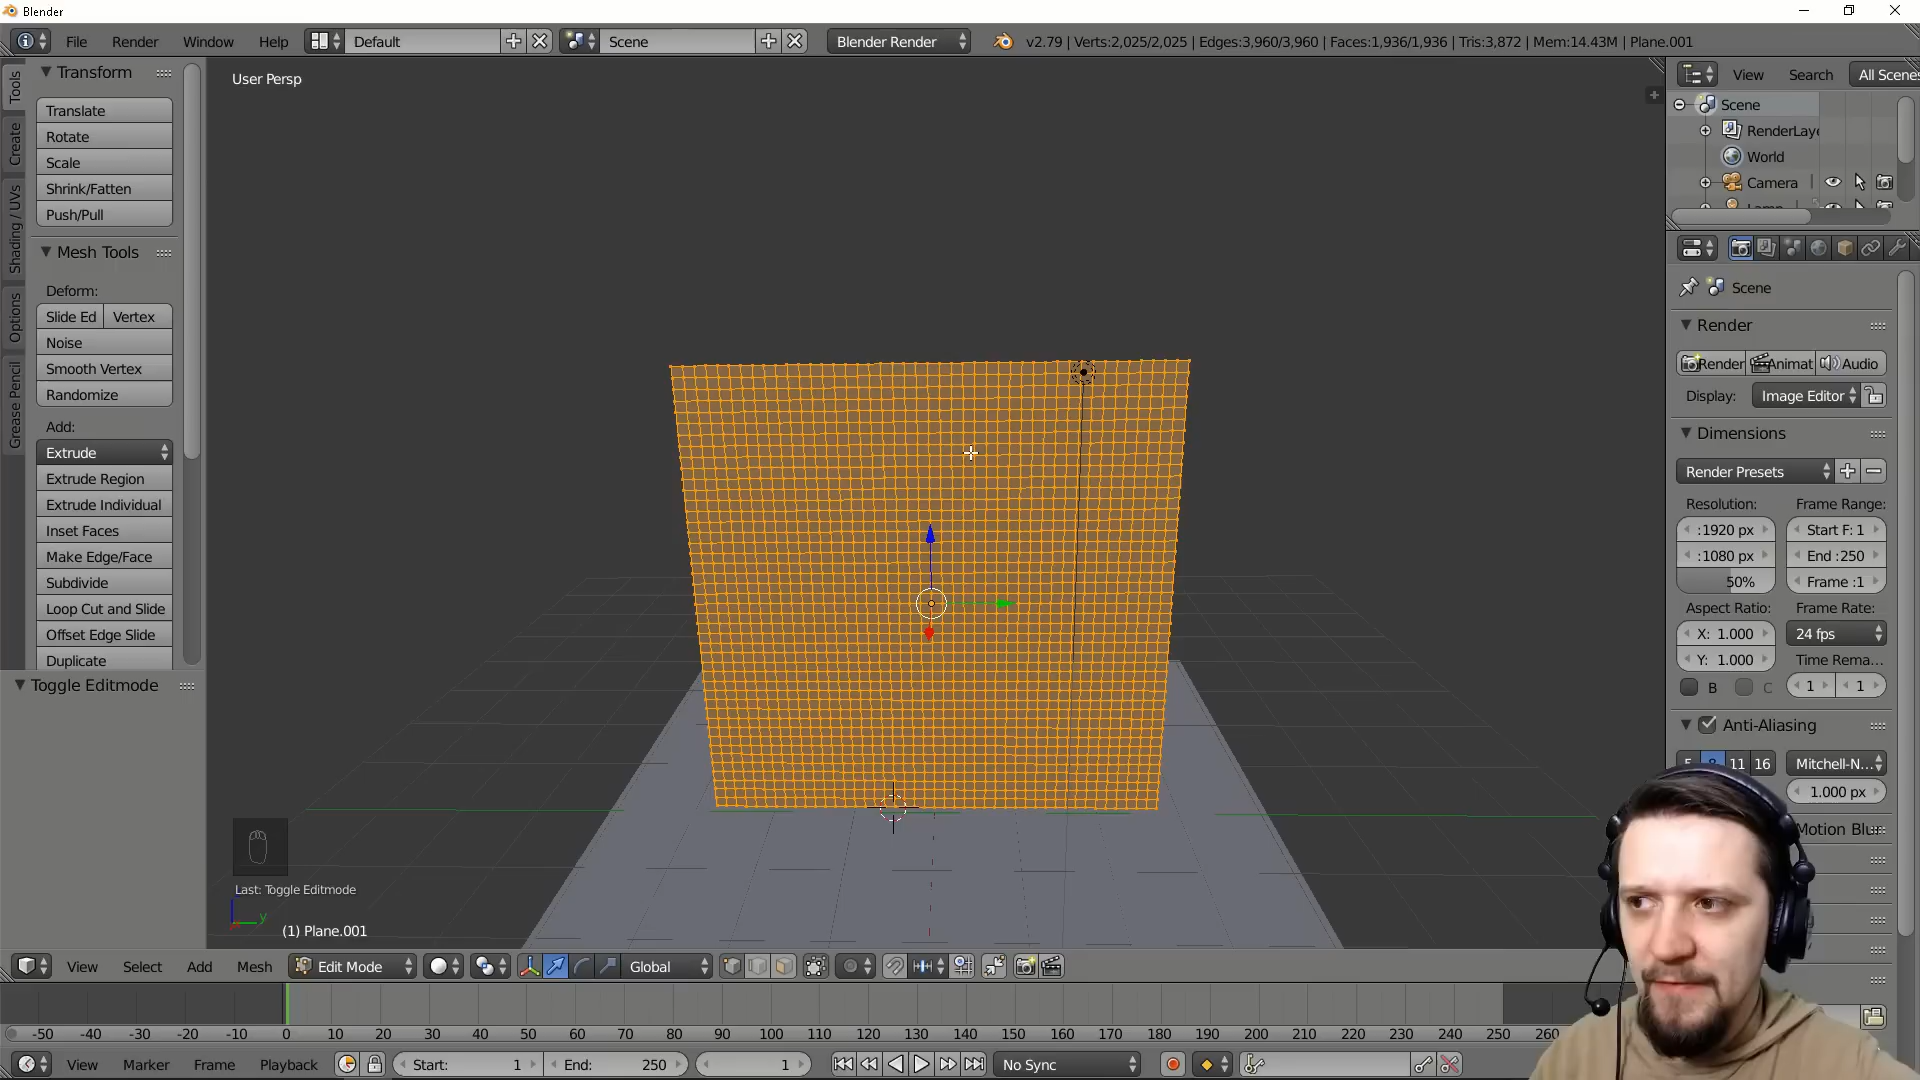 Blender
File Render Window Help Default Scene Blender Render v2.79 | Verts:2,025/2,025 | Edges:3,960/3,960 | Faces:1,936/1,936 | Tris:3,872 | Mem:14.43M | Plane.001
Tools
Create
Shading / UVs
Options
Grease Pencil
Transform
Translate
Rotate
Scale
Shrink/Fatten
Push/Pull
Mesh Tools
Deform:
Slide Ed Vertex
Noise
Smooth Vertex
Randomize
Add:
Extrude
Extrude Region
Extrude Individual
Inset Faces
Make Edge/Face
Subdivide
Loop Cut and Slide
Offset Edge Slide
Duplicate
Toggle Editmode
User Persp
Last: Toggle Editmode
y
(1) Plane.001
View Search All Scenes
Scene
RenderLaye
World
Camera
Scene
Render
Render Animat Audio
Display: Image Editor
Dimensions
Render Presets
Resolution: Frame Range:
:1920 px Start F: 1
:1080 px End :250
50% Frame :1
Aspect Ratio: Frame Rate:
X: 1.000 24 fps
Y: 1.000 Time Rema...
B C 1 1
Anti-Aliasing
11 16 Mitchell-N...
1.000 px
Motion Blu
View Select Add Mesh Edit Mode Global
-50 -40 -30 -20 -10 0 10 20 30 40 50 60 70 80 90 100 110 120 130 140 150 160 170 180 190 200 210 220 230 240 250 260
View Marker Frame Playback Start: 1 End: 250 1 No Sync